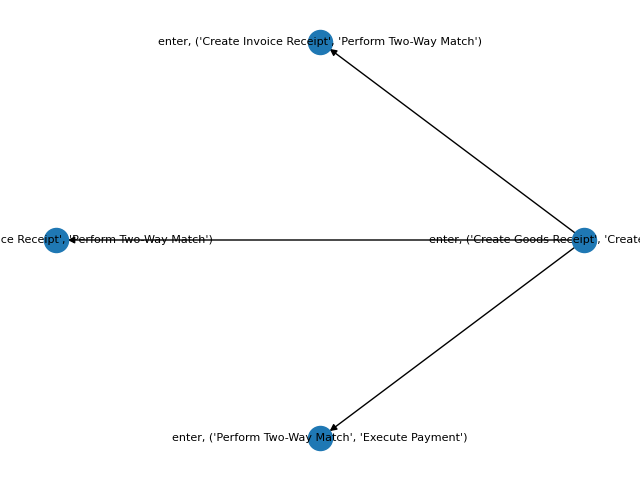 enter, ('Create Invoice Receipt', 'Perform Two-Way Match')
ce Receipt', 'Perform Two-Way Match')
enter, ('Create Goods Receipt', 'Create
enter, ('Perform Two-Way Match', 'Execute Payment')